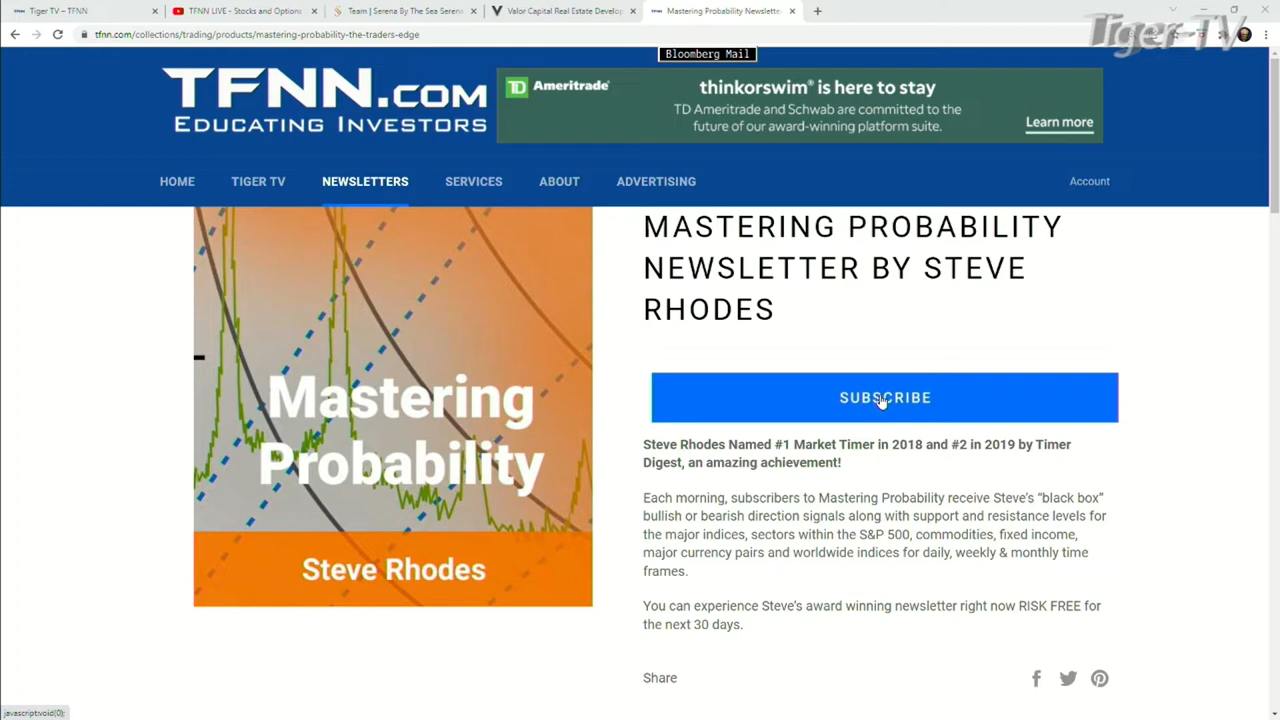 Tiger TV – TFNN
TFNN LIVE - Stocks and Options
Team | Serena By The Sea Seren
Valor Capital Real Estate Develop
Mastering Probability Newsletter
tfnn.com/collections/trading/products/mastering-probability-the-traders-edge
Tiger TV
Bloomberg Mail
TFNN.COM
EDUCATING INVESTORS
TD Ameritrade
thinkorswim® is here to stay
TD Ameritrade and Schwab are committed to the
future of our award-winning platform suite.
Learn more
HOME TIGER TV NEWSLETTERS SERVICES ABOUT ADVERTISING Account
Mastering
Probability
Steve Rhodes
MASTERING PROBABILITY
NEWSLETTER BY STEVE
RHODES
SUBSCRIBE
Steve Rhodes Named #1 Market Timer in 2018 and #2 in 2019 by Timer
Digest, an amazing achievement!
Each morning, subscribers to Mastering Probability receive Steve's “black box”
bullish or bearish direction signals along with support and resistance levels for
the major indices, sectors within the S&P 500, commodities, fixed income,
major currency pairs and worldwide indices for daily, weekly & monthly time
frames.
You can experience Steve's award winning newsletter right now RISK FREE for
the next 30 days.
Share
javascript:void(0);